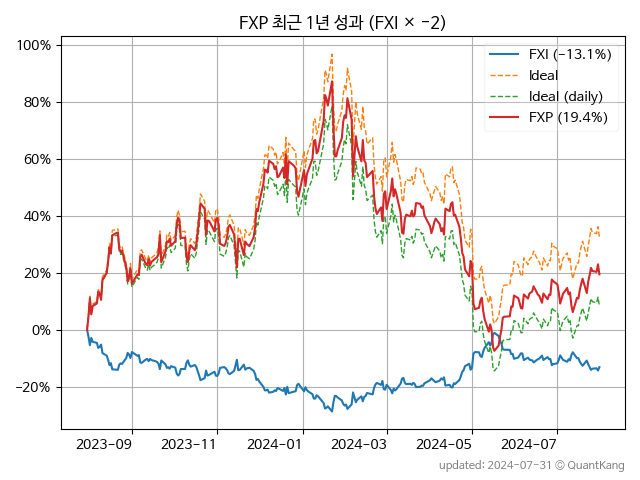 FXP 최근 1년 성과 (FXI × −2)
100%
80%
60%
40%
20%
0%
−20%
FXI (−13.1%)
Ideal
Ideal (daily)
FXP (19.4%)
2023-09
2023-11
2024-01
2024-03
2024-05
2024-07
updated: 2024-07-31 © QuantKang